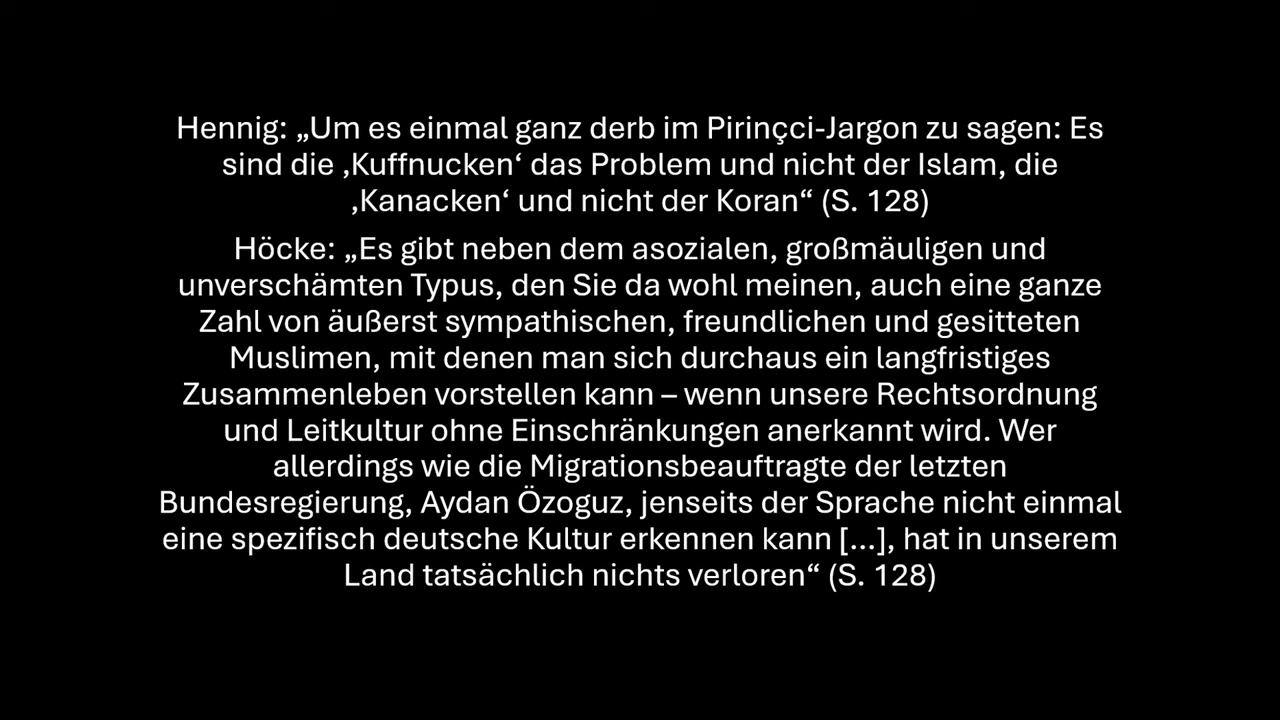 Hennig: „Um es einmal ganz derb im Pirinçci-Jargon zu sagen: Es
sind die ‚Kuffnucken‘ das Problem und nicht der Islam, die
‚Kanacken‘ und nicht der Koran“ (S. 128)
Höcke: „Es gibt neben dem asozialen, großmäuligen und
unverschämten Typus, den Sie da wohl meinen, auch eine ganze
Zahl von äußerst sympathischen, freundlichen und gesitteten
Muslimen, mit denen man sich durchaus ein langfristiges
Zusammenleben vorstellen kann – wenn unsere Rechtsordnung
und Leitkultur ohne Einschränkungen anerkannt wird. Wer
allerdings wie die Migrationsbeauftragte der letzten
Bundesregierung, Aydan Özoguz, jenseits der Sprache nicht einmal
eine spezifisch deutsche Kultur erkennen kann [...], hat in unserem
Land tatsächlich nichts verloren“ (S. 128)